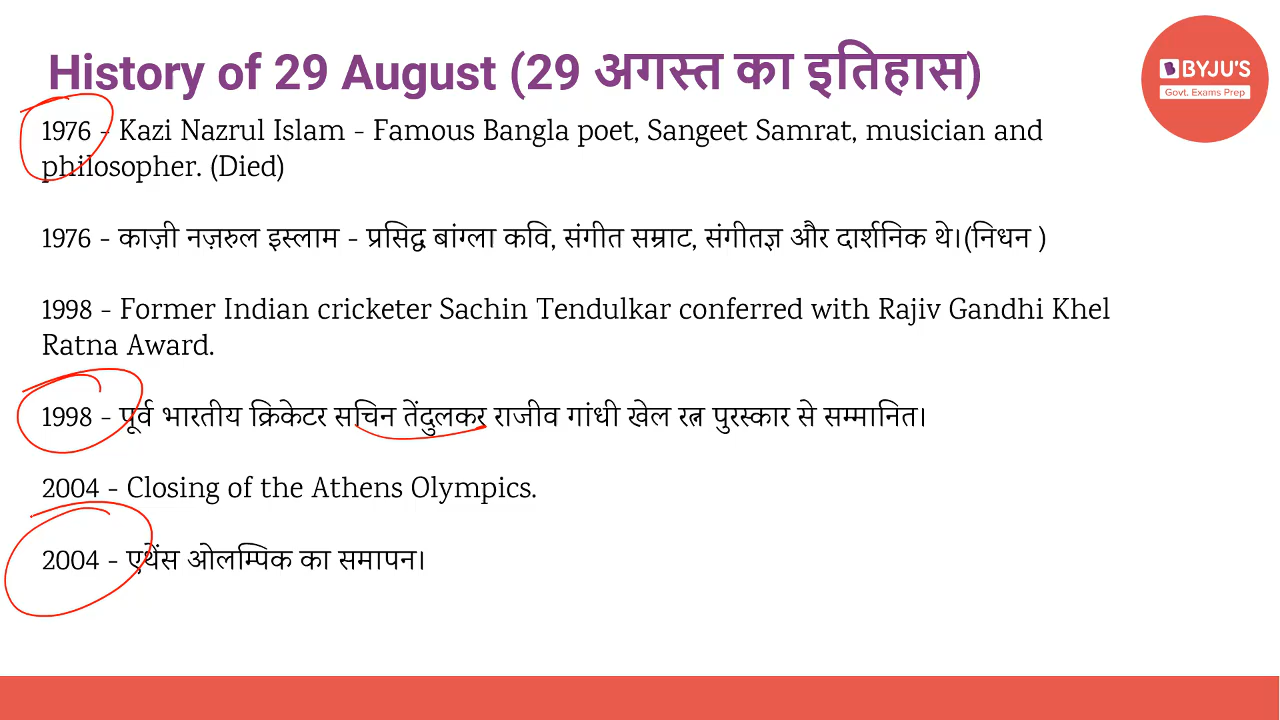 History of 29 August (29 अगस्त का इतिहास)
BYJU'S
Govt. Exams Prep
1976 - Kazi Nazrul Islam - Famous Bangla poet, Sangeet Samrat, musician and
philosopher. (Died)
1976 - काज़ी नज़रुल इस्लाम - प्रसिद्ध बांग्ला कवि, संगीत सम्राट, संगीतज्ञ और दार्शनिक थे।(निधन )
1998 - Former Indian cricketer Sachin Tendulkar conferred with Rajiv Gandhi Khel
Ratna Award.
1998 - पूर्व भारतीय क्रिकेटर सचिन तेंदुलकर राजीव गांधी खेल रत्न पुरस्कार से सम्मानित।
2004 - Closing of the Athens Olympics.
2004 - एथेंस ओलम्पिक का समापन।